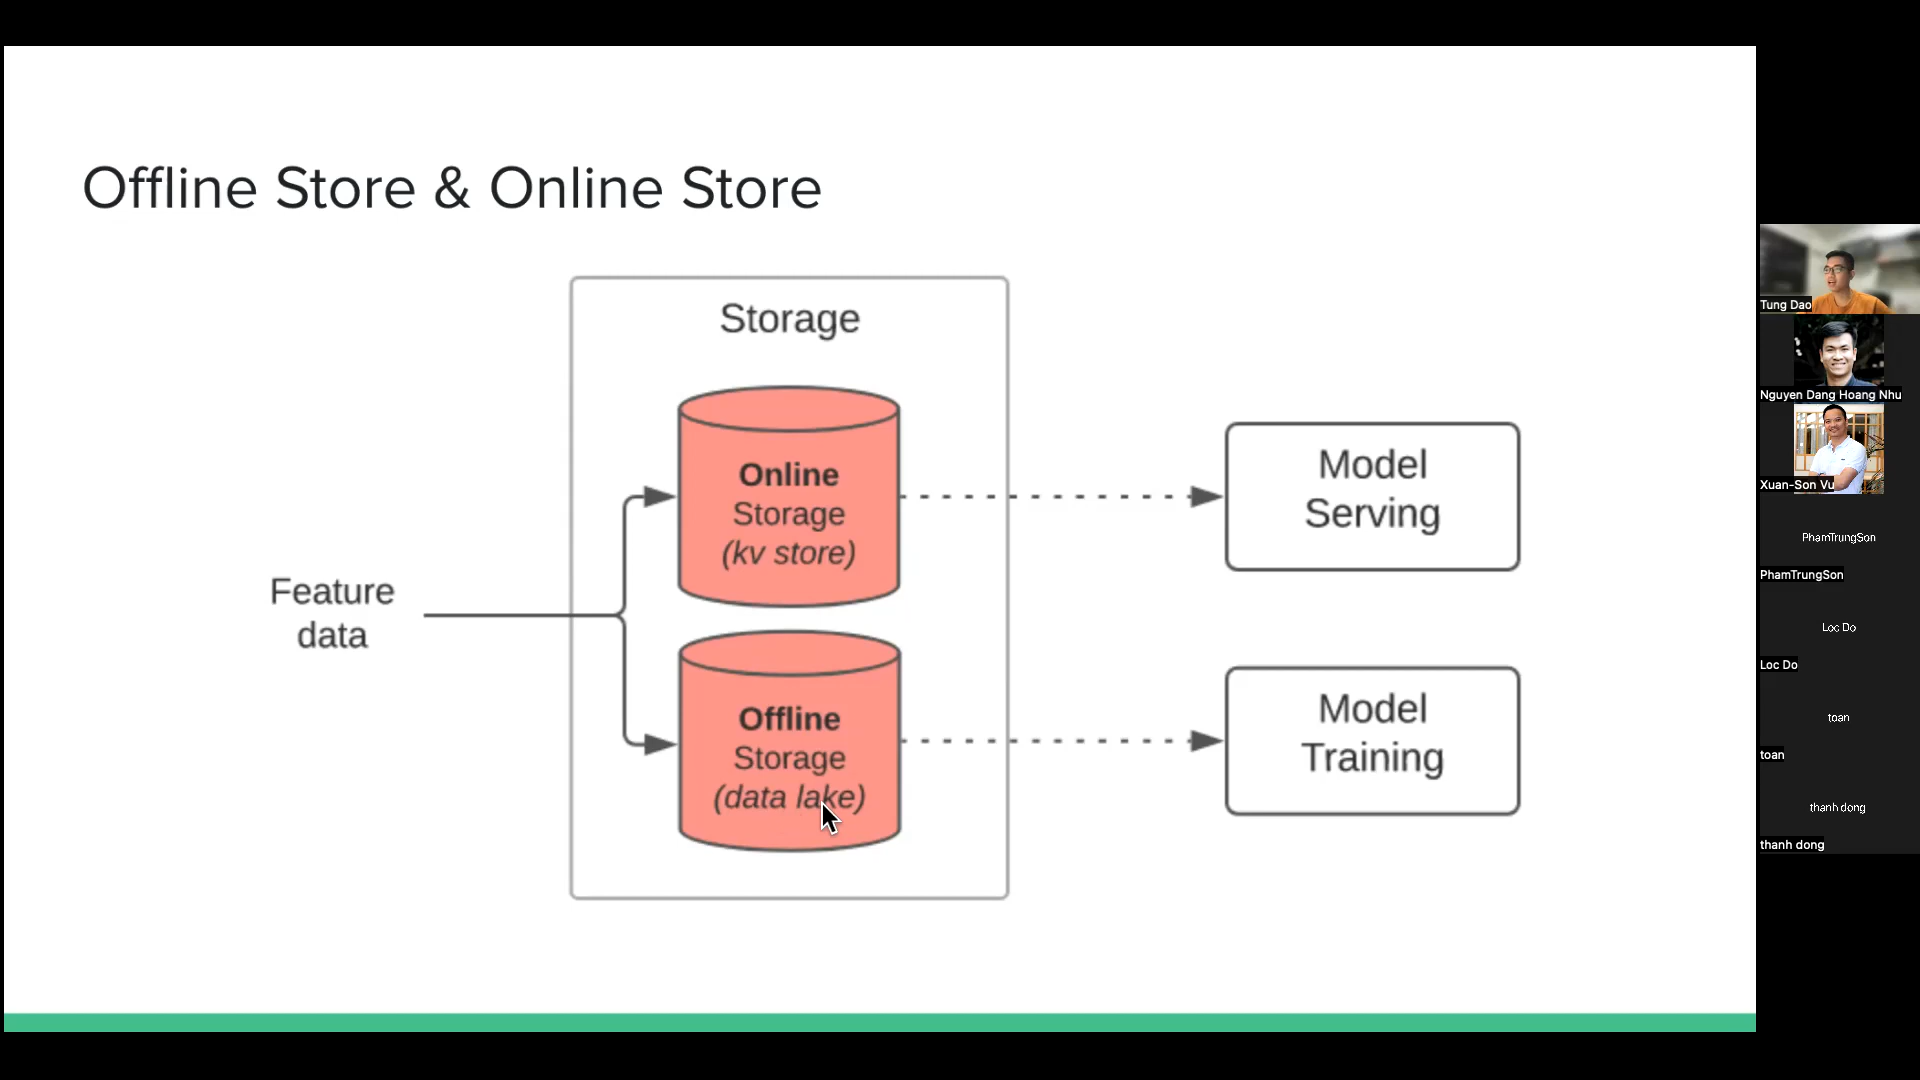 Offline Store & Online Store
Storage
Online
Storage
(kv store)
Feature
data
Offline
Storage
(data lake)
Model
Serving
Model
Training
Tung Dao
Nguyen Dang Hoang Nhu
Xuan-Son Vu
PhamTrungSon
PhamTrungSon
Loc Do
Loc Do
toan
toan
thanh dong
thanh dong